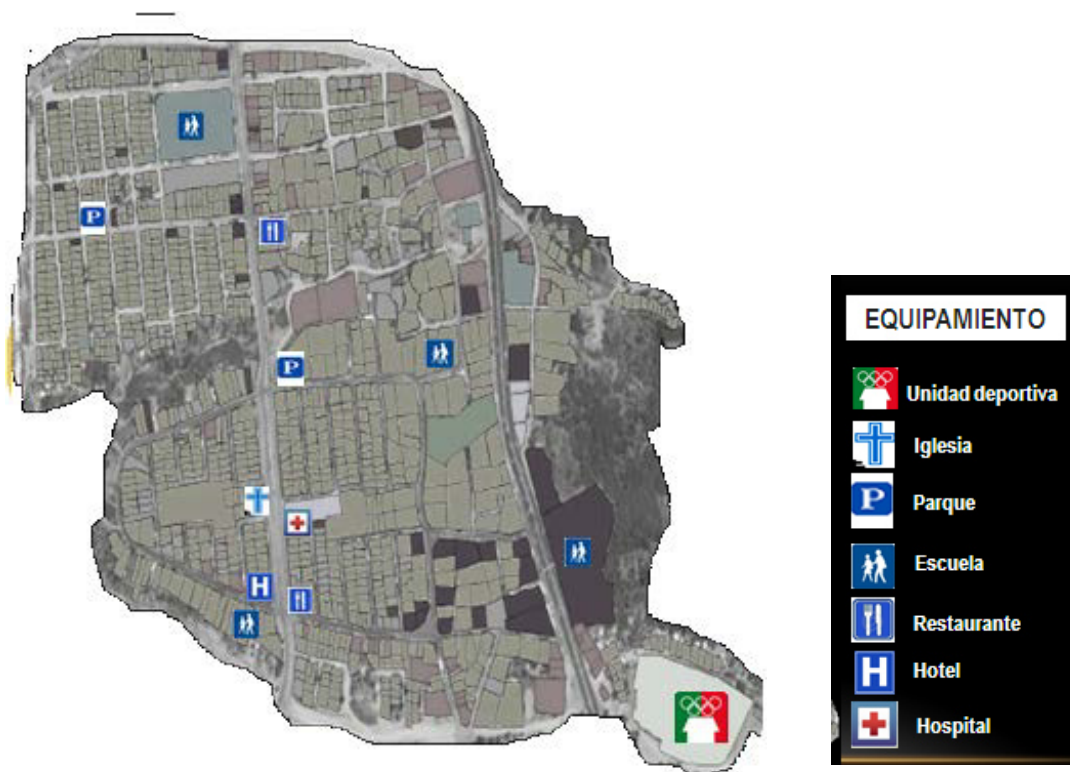 P
P
H
EQUIPAMIENTO
Unidad deportiva
Iglesia
P
Parque
Escuela
Restaurante
H
Hotel
Hospital